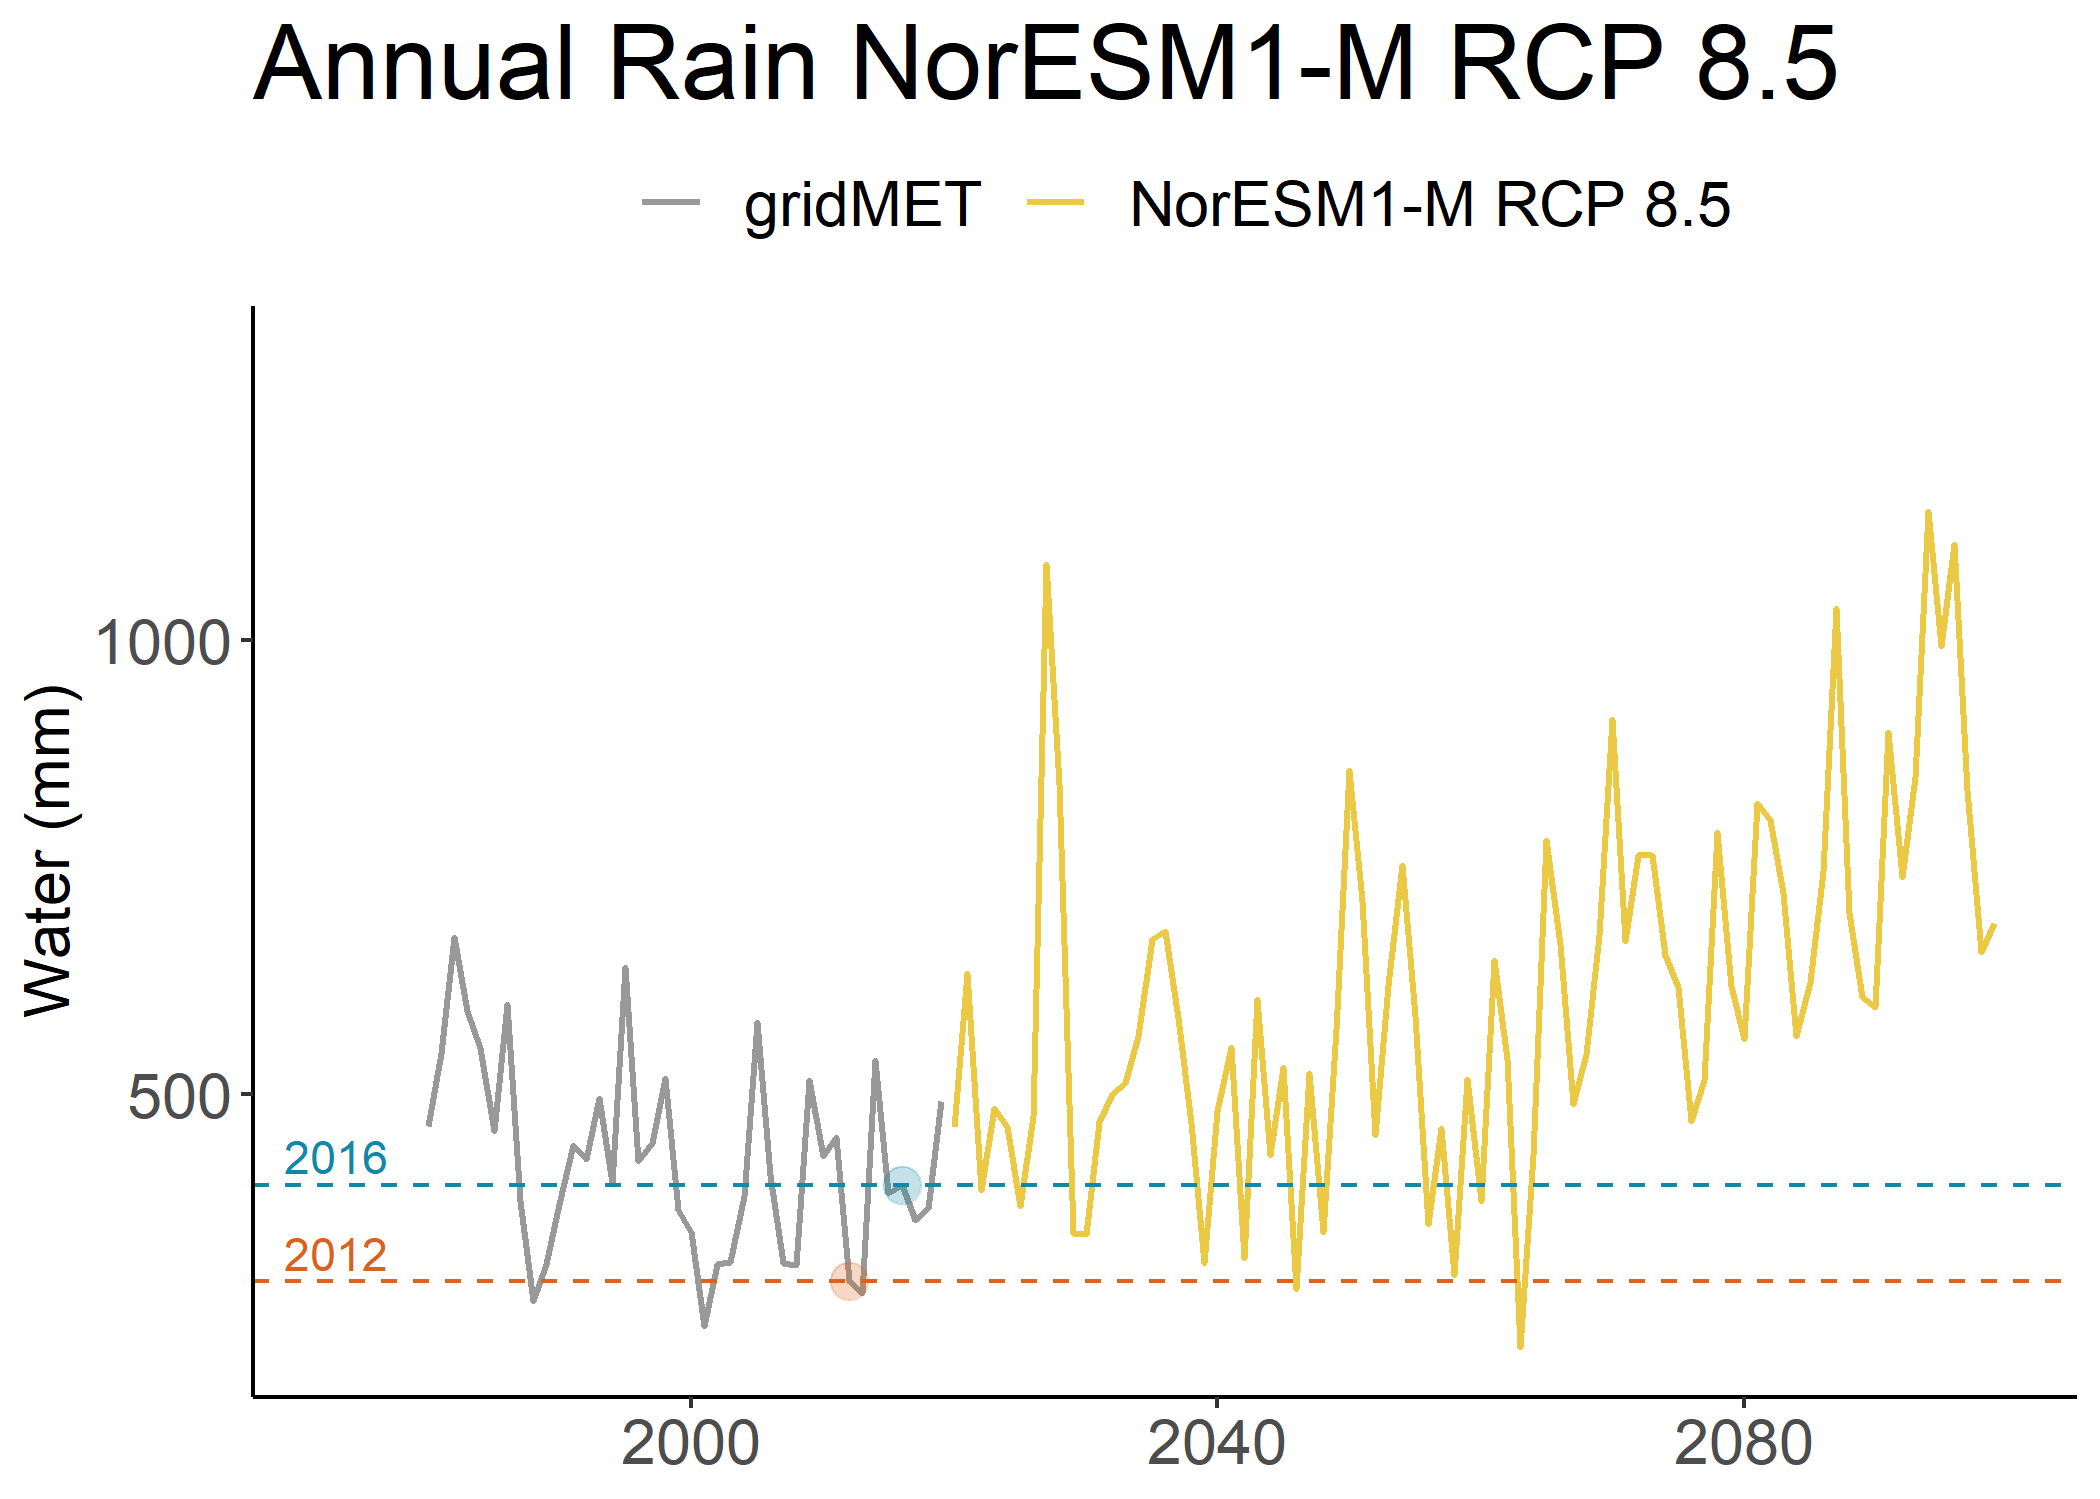 Annual Rain NorESM1-M RCP 8.5
gridMET NorESM1-M RCP 8.5
Water (mm)
1000
500
2016
2012
2000 2040 2080